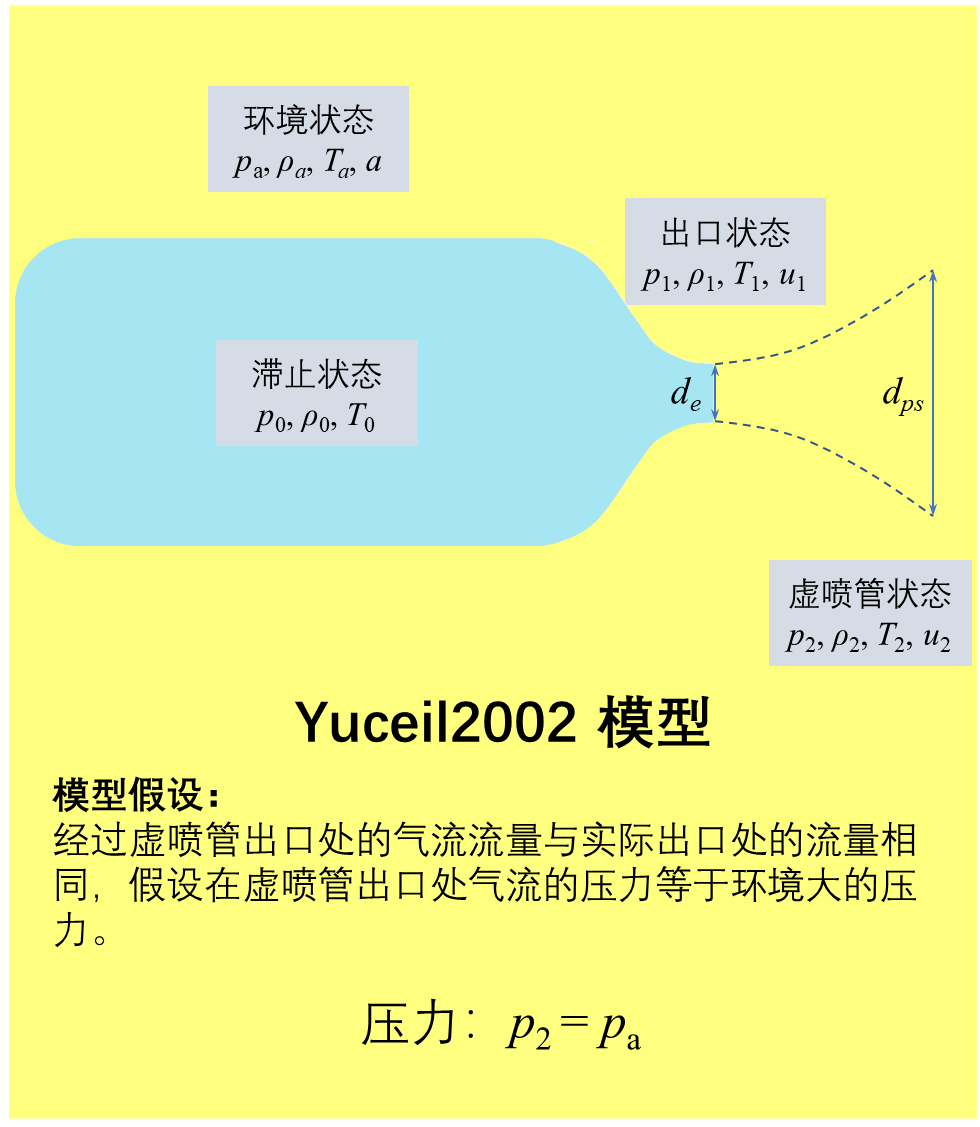 环境状态
pₐ, ρₐ, Tₐ, a
出口状态
p₁, ρ₁, T₁, u₁
滞止状态
p₀, ρ₀, T₀
dₑ
dₚₛ
虚喷管状态
p₂, ρ₂, T₂, u₂
Yuceil2002 模型
模型假设：
经过虚喷管出口处的气流流量与实际出口处的流量相
同，假设在虚喷管出口处气流的压力等于环境大的压
力。
压力：p₂ = pₐ